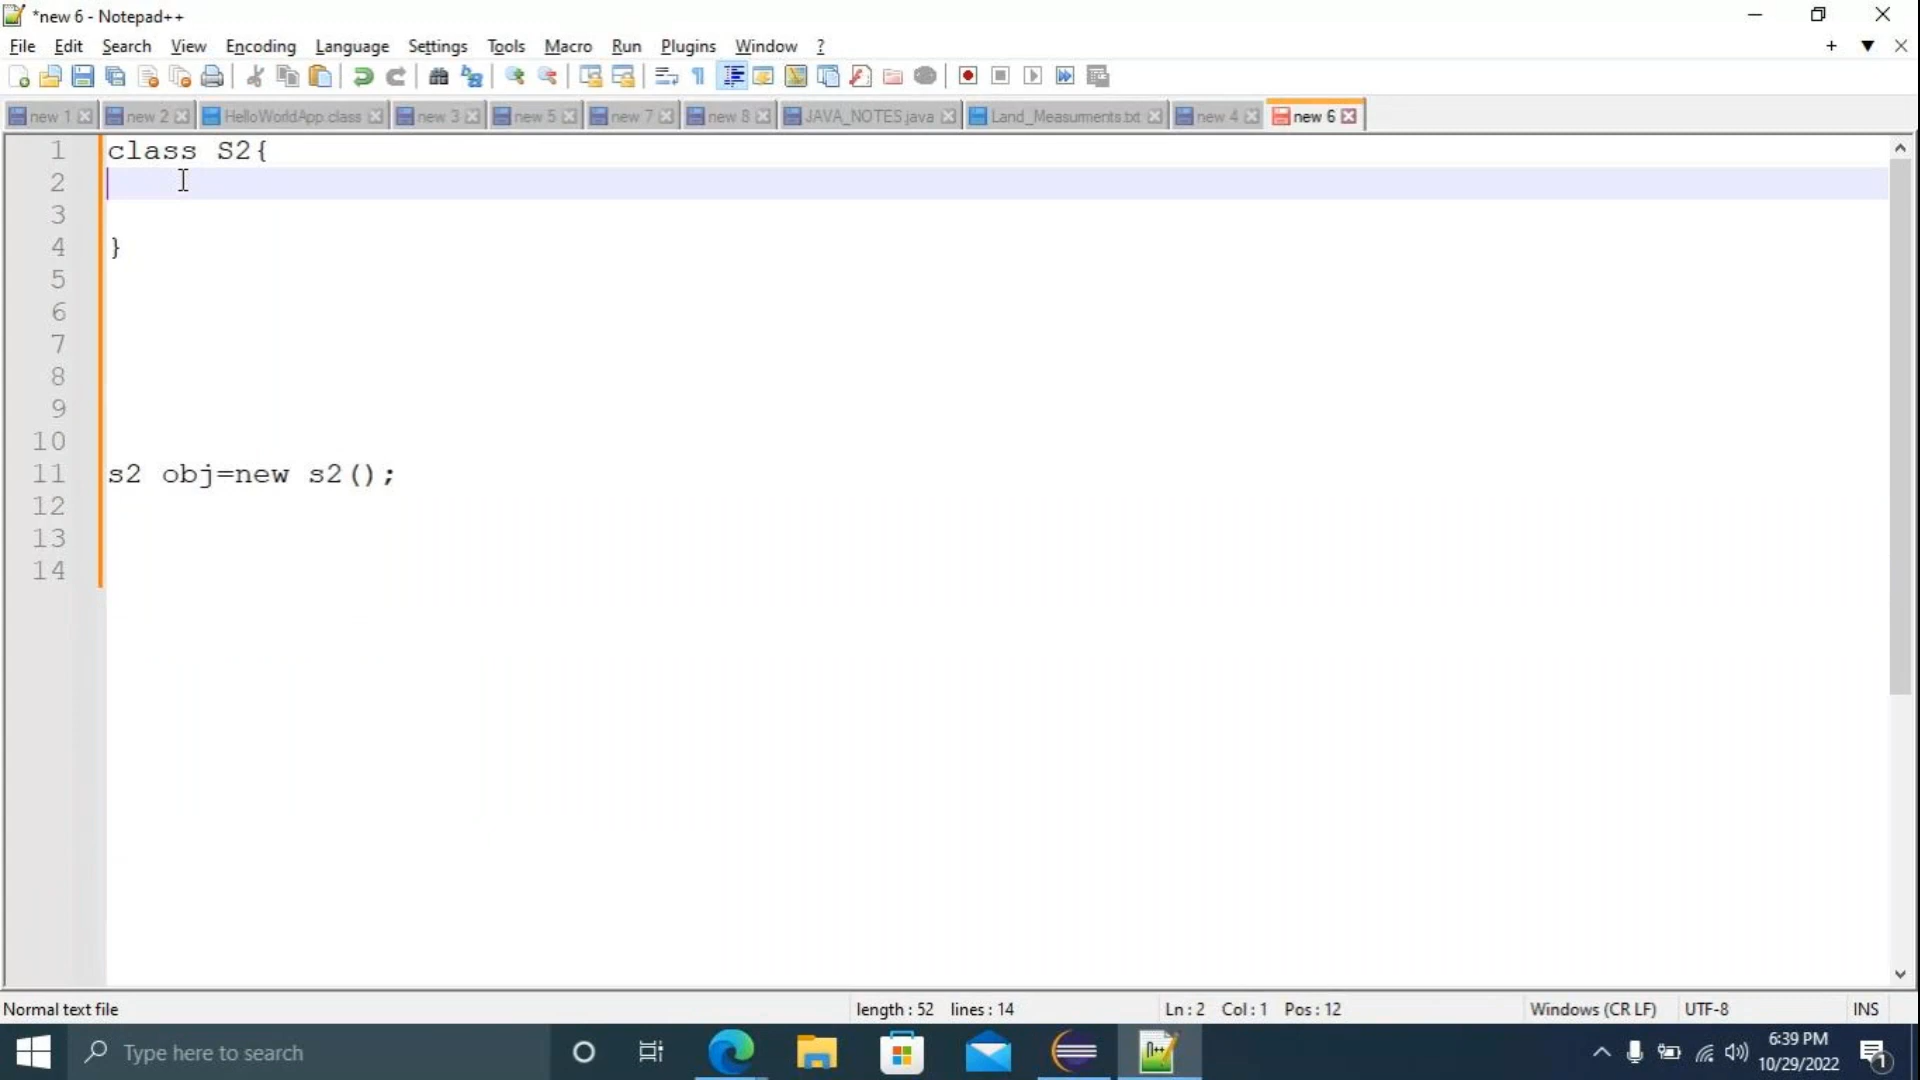 *new 6 - Notepad++
File Edit Search View Encoding Language Settings Tools Macro Run Plugins Window ?
new 1 new 2 HelloWorldApp.class new 3 new 5 new 7 new 8 JAVA_NOTES.java Land_Measurments.txt new 4 new 6
1 class S2{
2
3
4 }
5
6
7
8
9
10
11 s2 obj=new s2();
12
13
14
Normal text file length : 52 lines : 14 Ln : 2 Col : 1 Pos : 12 Windows (CR LF) UTF-8 INS
Type here to search
6:39 PM
10/29/2022
1